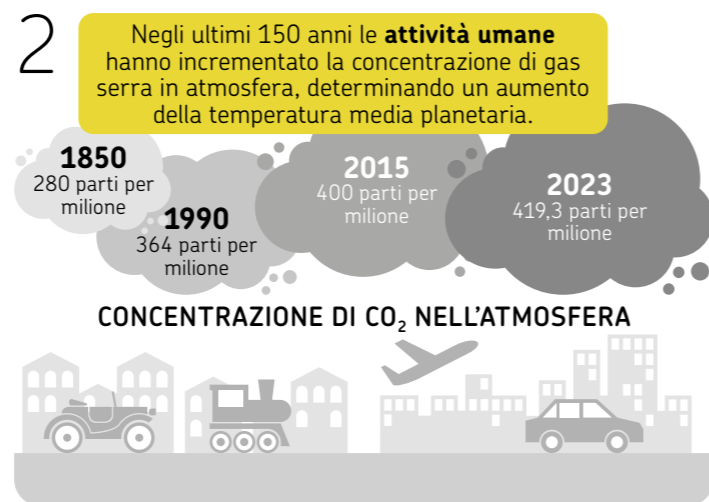 2
Negli ultimi 150 anni le attività umane
hanno incrementato la concentrazione di gas
serra in atmosfera, determinando un aumento
della temperatura media planetaria.
1850
280 parti per
milione
1990
364 parti per
milione
2015
400 parti per
milione
2023
419,3 parti per
milione
CONCENTRAZIONE DI CO₂ NELL'ATMOSFERA